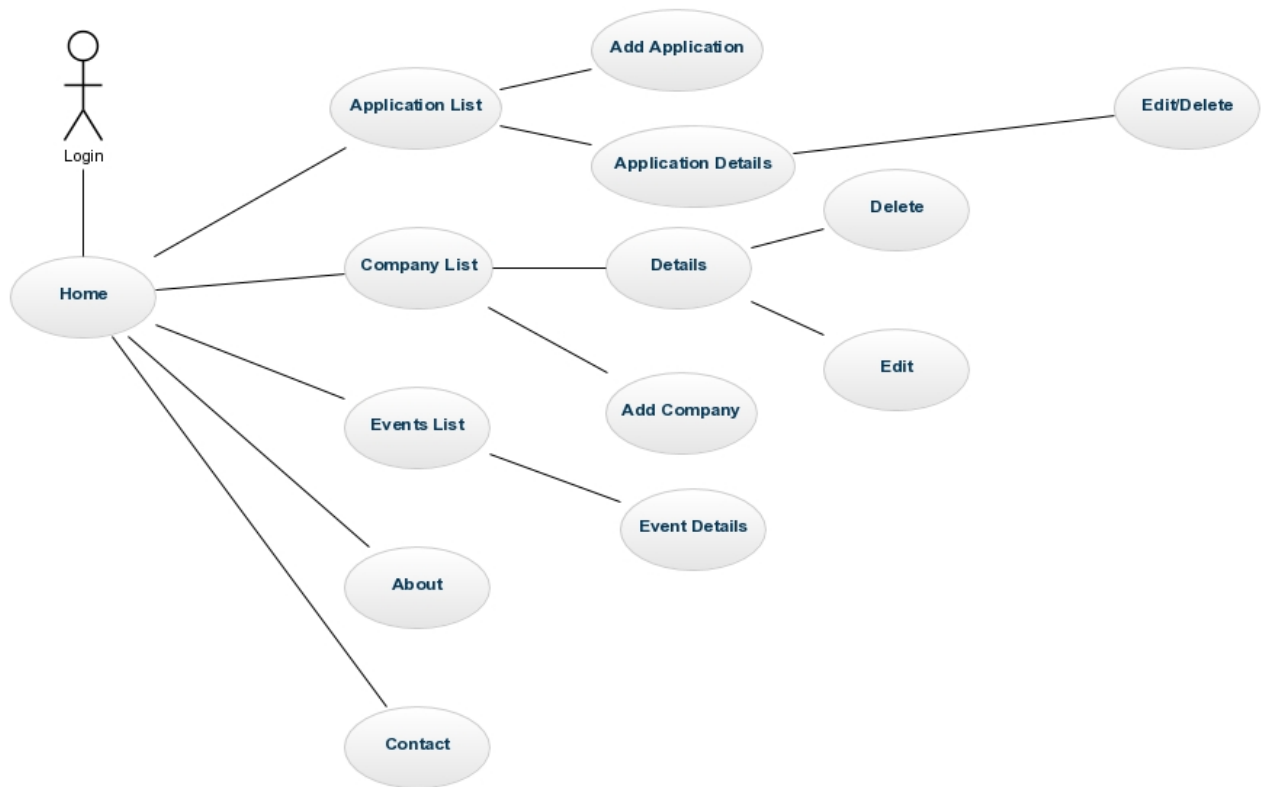 Add Application
Application List
Edit/Delete
Login
Application Details
Delete
Company List
Details
Home
Edit
Add Company
Events List
Event Details
About
Contact